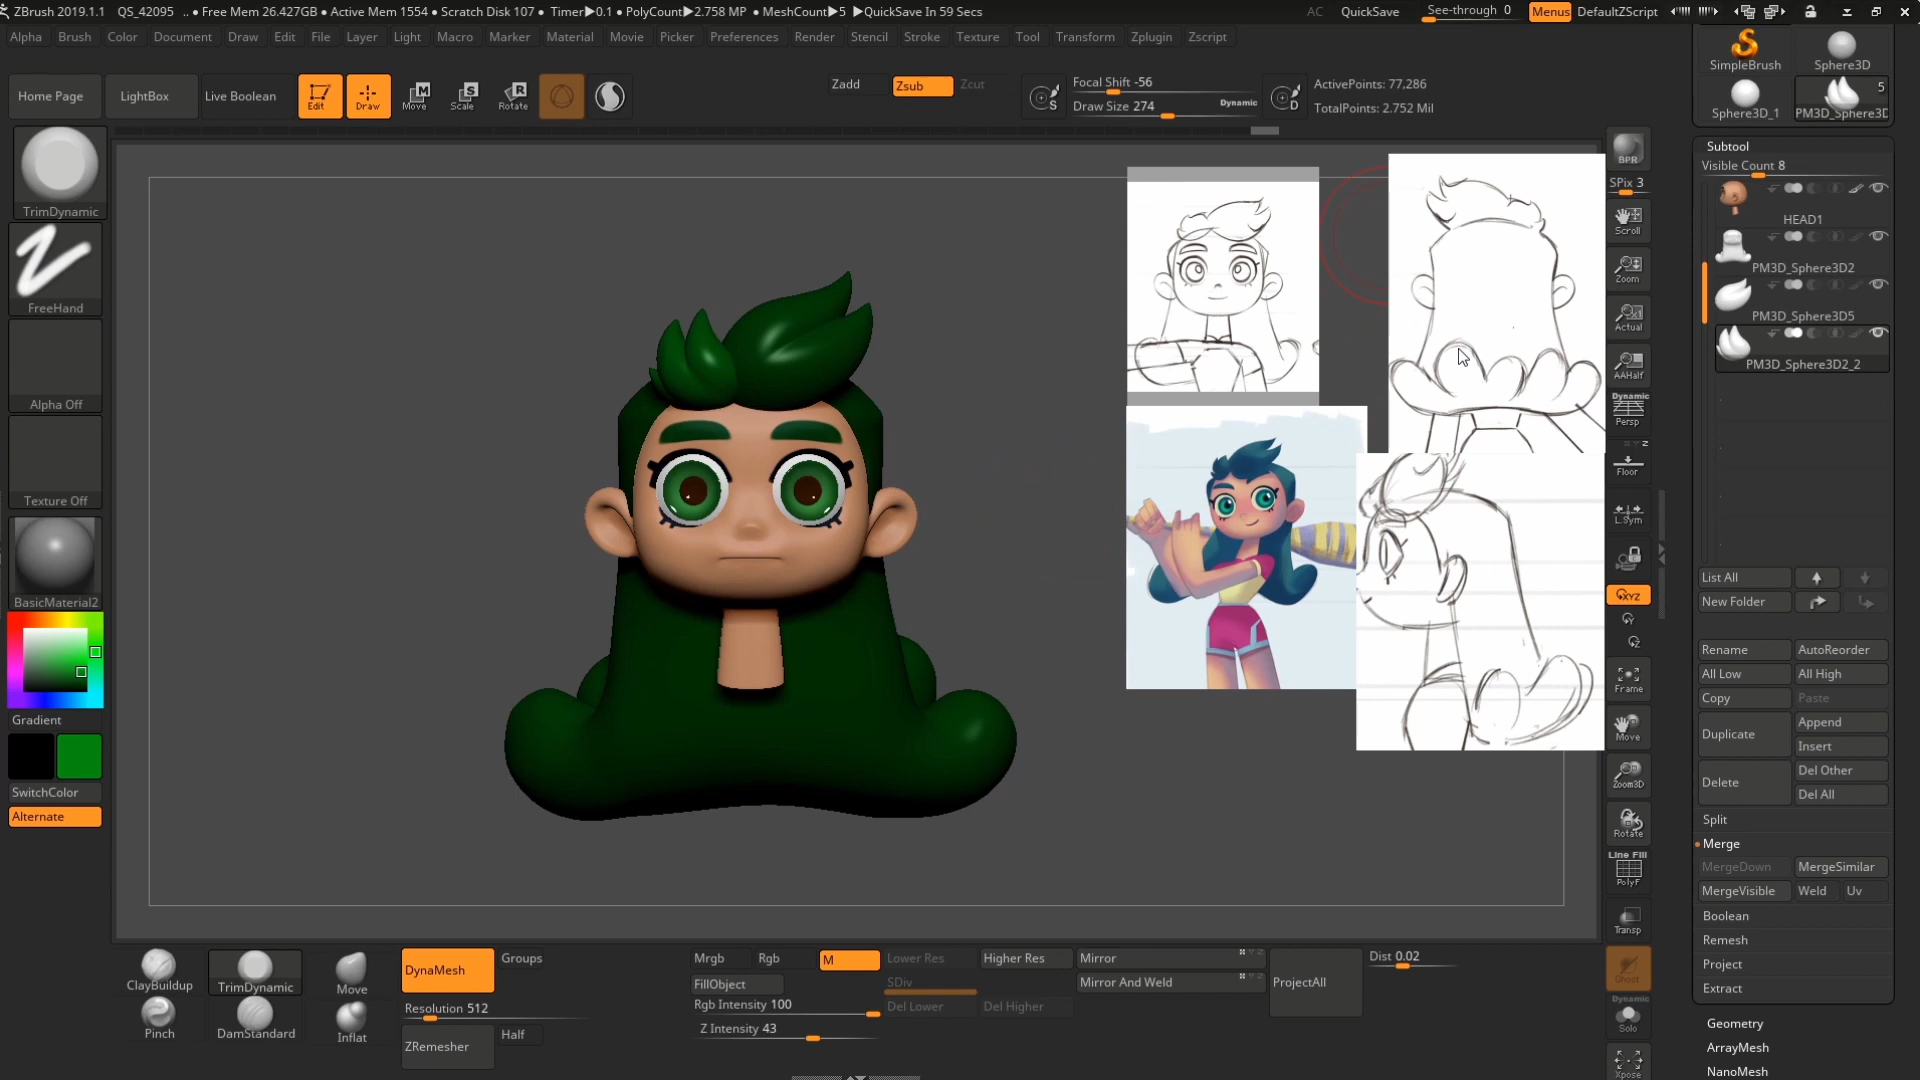 ZBrush 2019.1.1 QS_42095 .. • Free Mem 26.427GB • Active Mem 1554 • Scratch Disk 107 • Timer▶0.1 • PolyCount▶2.758 MP • MeshCount▶5 ▶QuickSave In 59 Secs AC QuickSave See-through 0 Menus DefaultZScript
Alpha Brush Color Document Draw Edit File Layer Light Macro Marker Material Movie Picker Preferences Render Stencil Stroke Texture Tool Transform Zplugin Zscript
Home Page LightBox Live Boolean Edit Draw Move Scale Rotate
Zadd Zsub Zcut
Focal Shift -56
Draw Size 274 Dynamic
ActivePoints: 77,286
TotalPoints: 2.752 Mil
S
D
M
S
R
TrimDynamic
FreeHand
Alpha Off
Texture Off
BasicMaterial2
Gradient
SwitchColor
Alternate
BPR
SPix 3
Scroll
Zoom
Actual
AAHalf
Dynamic
Persp
Floor
L.Sym
XYZ
Frame
Move
Zoom3D
Rotate
Line Fill
PolyF
Transp
Ghost
Dynamic
Solo
Xpose
SimpleBrush Sphere3D
5
Sphere3D_1 PM3D_Sphere3D
Subtool
Visible Count 8
HEAD1
PM3D_Sphere3D2
PM3D_Sphere3D5
PM3D_Sphere3D2_2
List All
New Folder
Rename AutoReorder
All Low All High
Copy Paste
Duplicate Append
Insert
Delete Del Other
Del All
Split
Merge
MergeDown MergeSimilar
MergeVisible Weld Uv
Boolean
Remesh
Project
Extract
Geometry
ArrayMesh
NanoMesh
ClayBuildup TrimDynamic Move
Pinch DamStandard Inflat
DynaMesh Groups
Resolution 512
ZRemesher Half
Mrgb Rgb M
FillObject
Rgb Intensity 100
Z Intensity 43
Lower Res Higher Res
SDiv
Del Lower Del Higher
Mirror
Mirror And Weld
ProjectAll
Dist 0.02